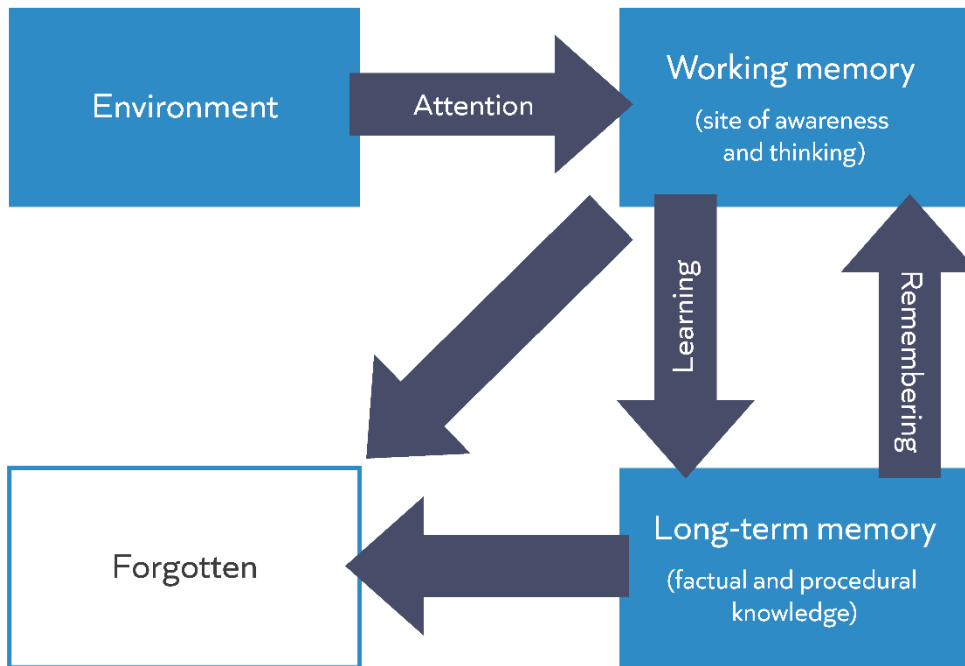 Environment
Attention
Working memory
(site of awareness
and thinking)
Learning
Remembering
Forgotten
Long-term memory
(factual and procedural
knowledge)